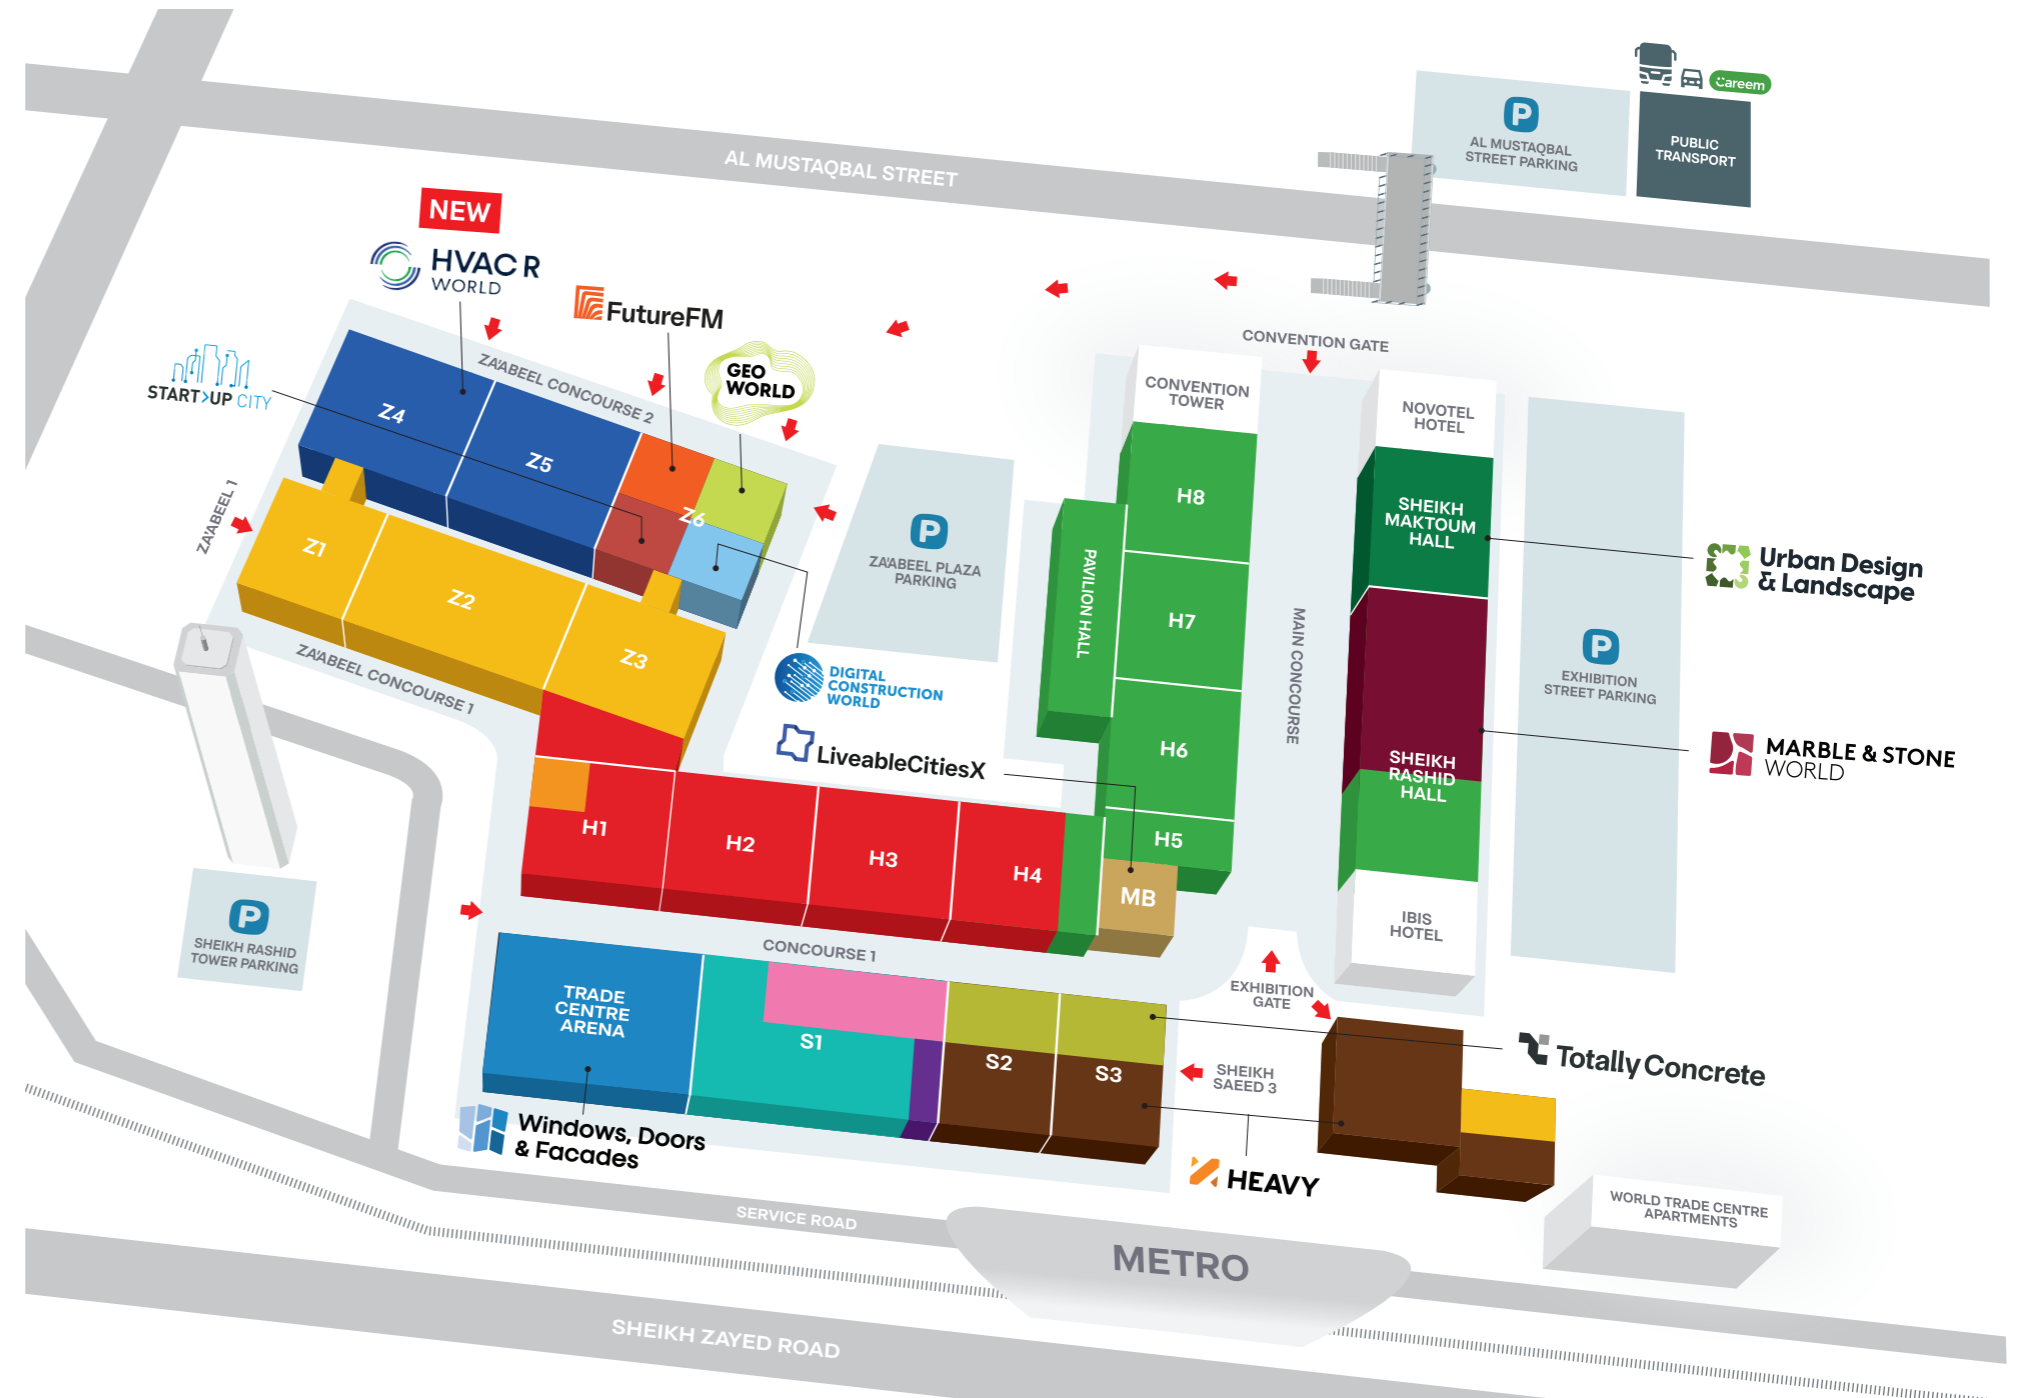 Careem
P
AL MUSTAQBAL
STREET PARKING
PUBLIC
TRANSPORT
AL MUSTAQBAL STREET
NEW
HVAC R
WORLD
FutureFM
GEO
WORLD
START>UP CITY
ZA'ABEEL CONCOURSE 2
CONVENTION GATE
CONVENTION
TOWER
NOVOTEL
HOTEL
Z4
Z5
Z6
ZA'ABEEL 1
Z1
Z2
Z3
ZA'ABEEL CONCOURSE 1
P
ZA'ABEEL PLAZA
PARKING
H8
H7
H6
H5
PAVILION HALL
MAIN CONCOURSE
SHEIKH
MAKTOUM
HALL
Urban Design
& Landscape
P
EXHIBITION
STREET PARKING
SHEIKH
RASHID
HALL
MARBLE & STONE
WORLD
DIGITAL
CONSTRUCTION
WORLD
LiveableCitiesX
H1
H2
H3
H4
MB
IBIS
HOTEL
P
SHEIKH RASHID
TOWER PARKING
CONCOURSE 1
EXHIBITION
GATE
TRADE
CENTRE
ARENA
S1
S2
S3
SHEIKH
SAEED 3
Totally Concrete
Windows, Doors
& Facades
HEAVY
WORLD TRADE CENTRE
APARTMENTS
SERVICE ROAD
METRO
SHEIKH ZAYED ROAD